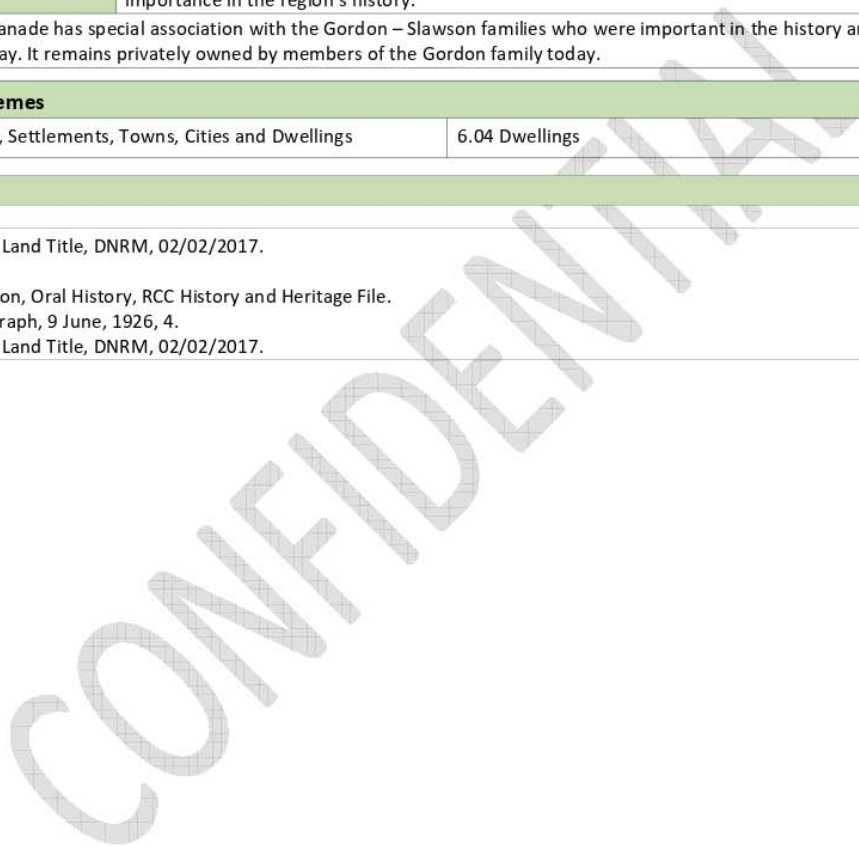 importance in the region's history.
anade has special association with the Gordon – Slawson families who were important in the history a
ay. It remains privately owned by members of the Gordon family today.
emes
, Settlements, Towns, Cities and Dwellings 6.04 Dwellings
Land Title, DNRM, 02/02/2017.
on, Oral History, RCC History and Heritage File.
raph, 9 June, 1926, 4.
Land Title, DNRM, 02/02/2017.
CONFIDENTIAL